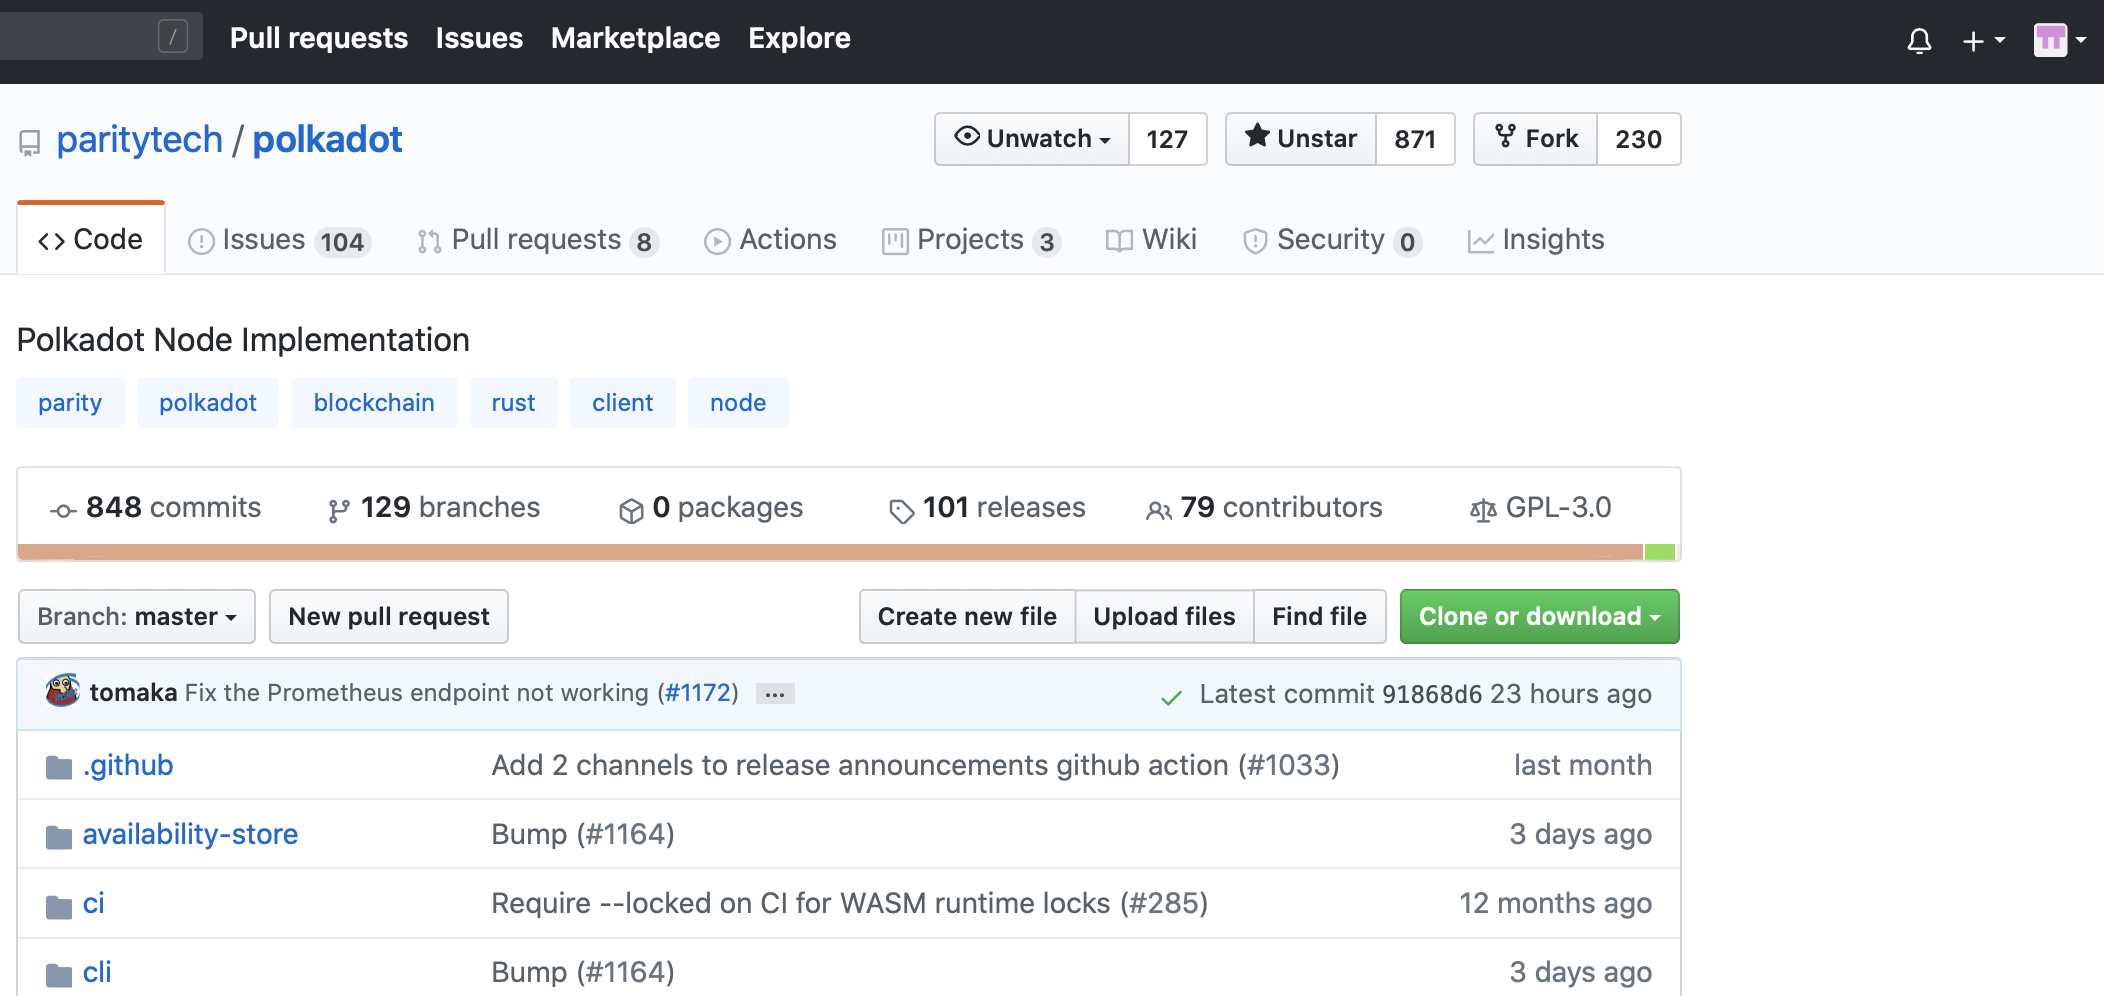 / Pull requests Issues Marketplace Explore
paritytech / polkadot Unwatch 127 Unstar 871 Fork 230
Code Issues 104 Pull requests 8 Actions Projects 3 Wiki Security 0 Insights
Polkadot Node Implementation
parity polkadot blockchain rust client node
848 commits 129 branches 0 packages 101 releases 79 contributors GPL-3.0
Branch: master New pull request Create new file Upload files Find file Clone or download
tomaka Fix the Prometheus endpoint not working (#1172) … Latest commit 91868d6 23 hours ago
.github Add 2 channels to release announcements github action (#1033) last month
availability-store Bump (#1164) 3 days ago
ci Require --locked on CI for WASM runtime locks (#285) 12 months ago
cli Bump (#1164) 3 days ago